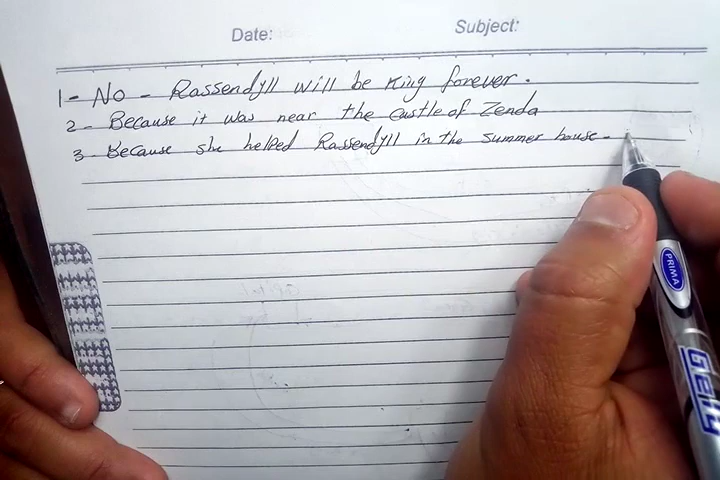 Date: Subject:
1- No - Rassendyll will be King forever.
2- Because it was near the Castle of Zenda
3- Because she helped Rassendyll in the summer house-
PRIMA
Gely